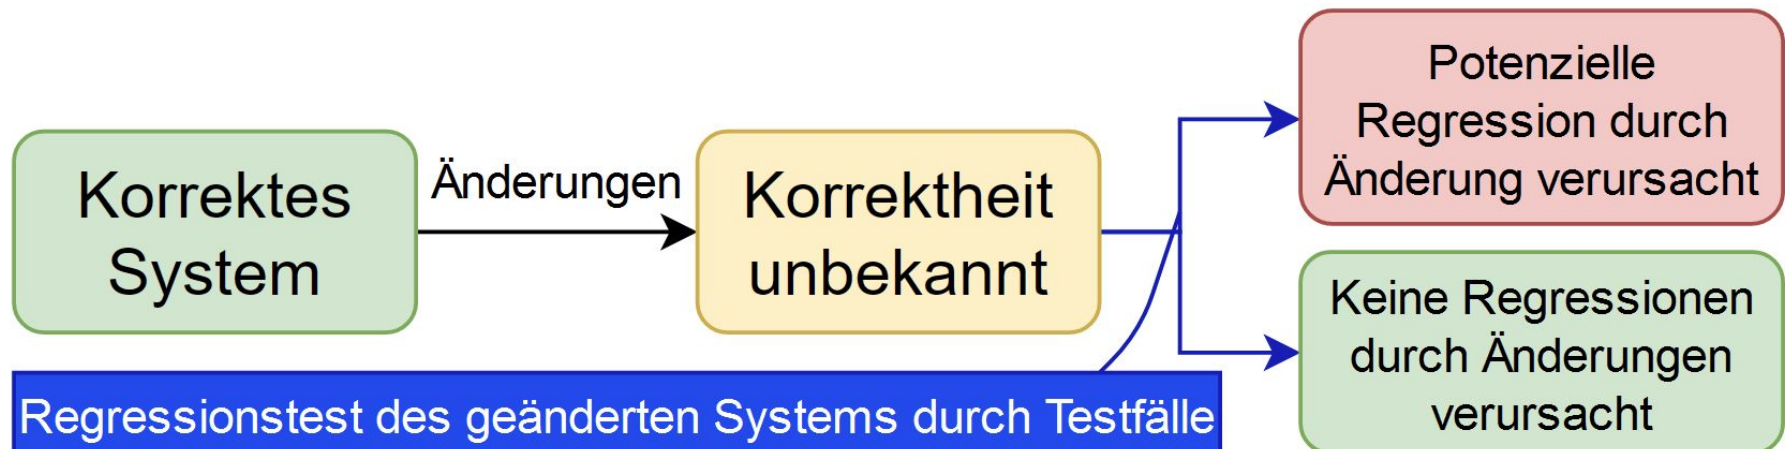 Korrektes
System
Änderungen
Korrektheit
unbekannt
Potenzielle
Regression durch
Änderung verursacht
Keine Regressionen
durch Änderungen
verursacht
Regressionstest des geänderten Systems durch Testfälle